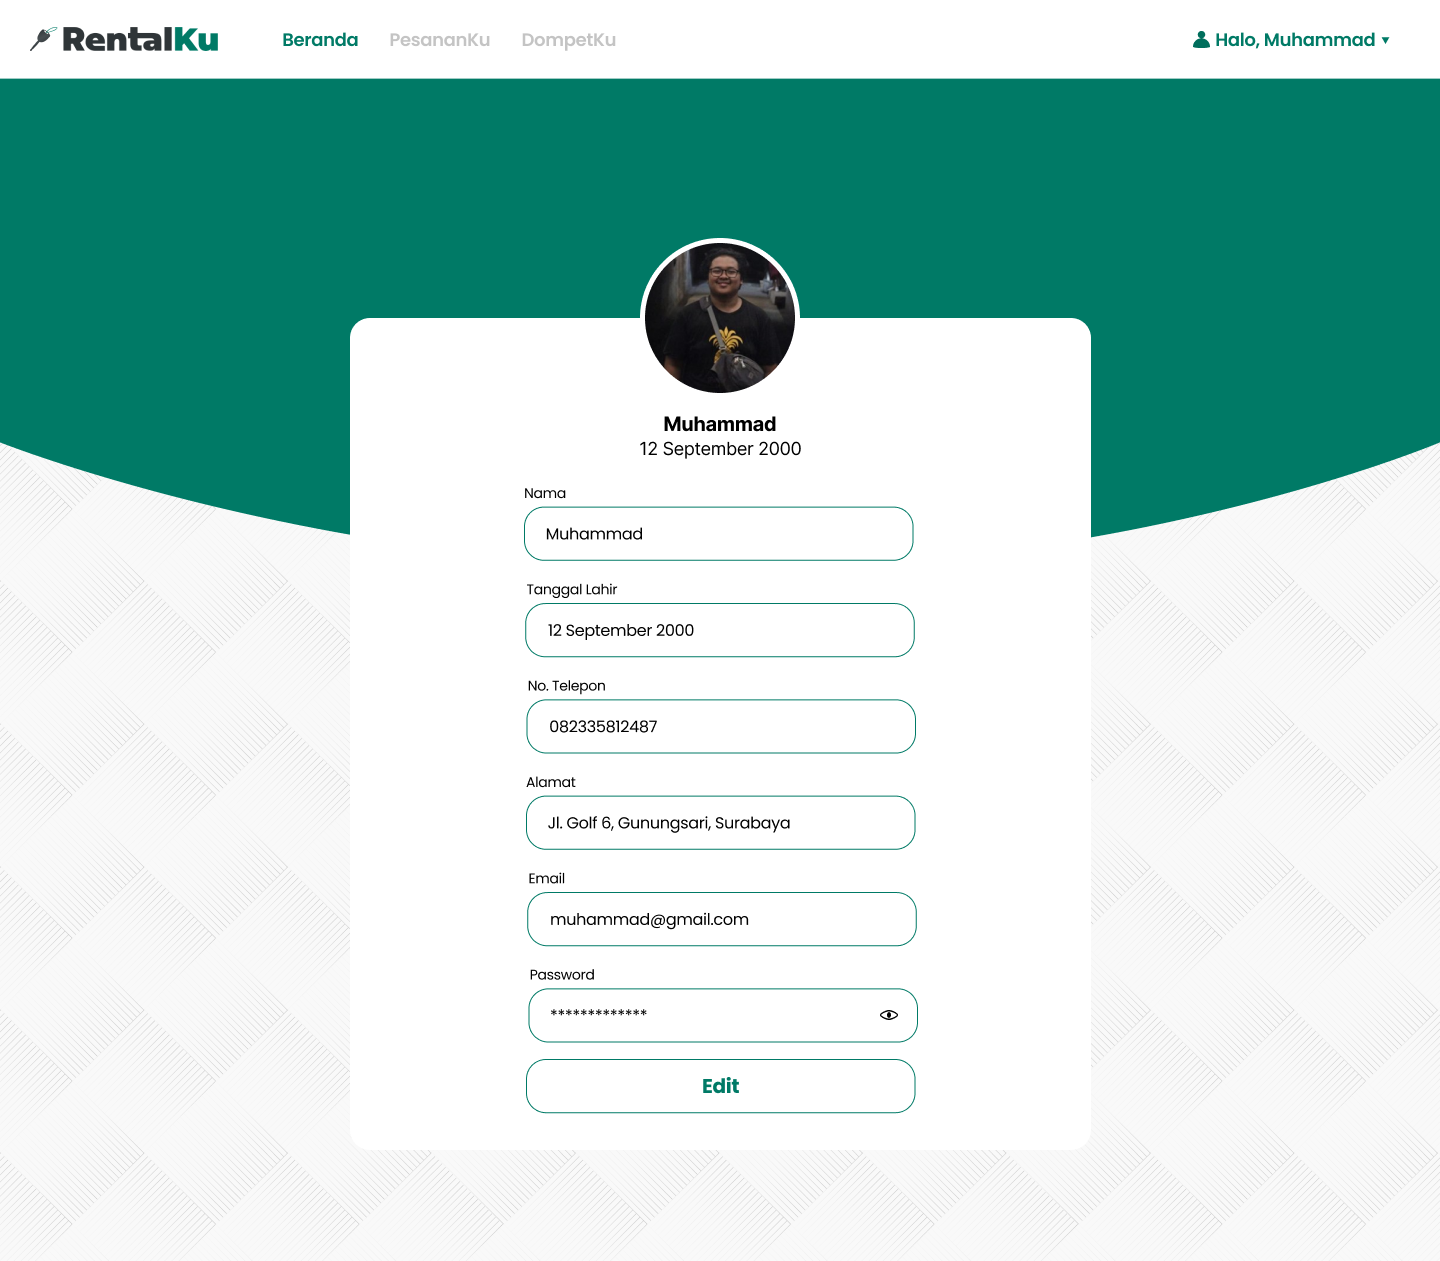 RentalKu
Beranda PesananKu DompetKu
Halo, Muhammad
Muhammad
12 September 2000
Nama
Muhammad
Tanggal Lahir
12 September 2000
No. Telepon
082335812487
Alamat
Jl. Golf 6, Gunungsari, Surabaya
Email
muhammad@gmail.com
Password
*************
Edit